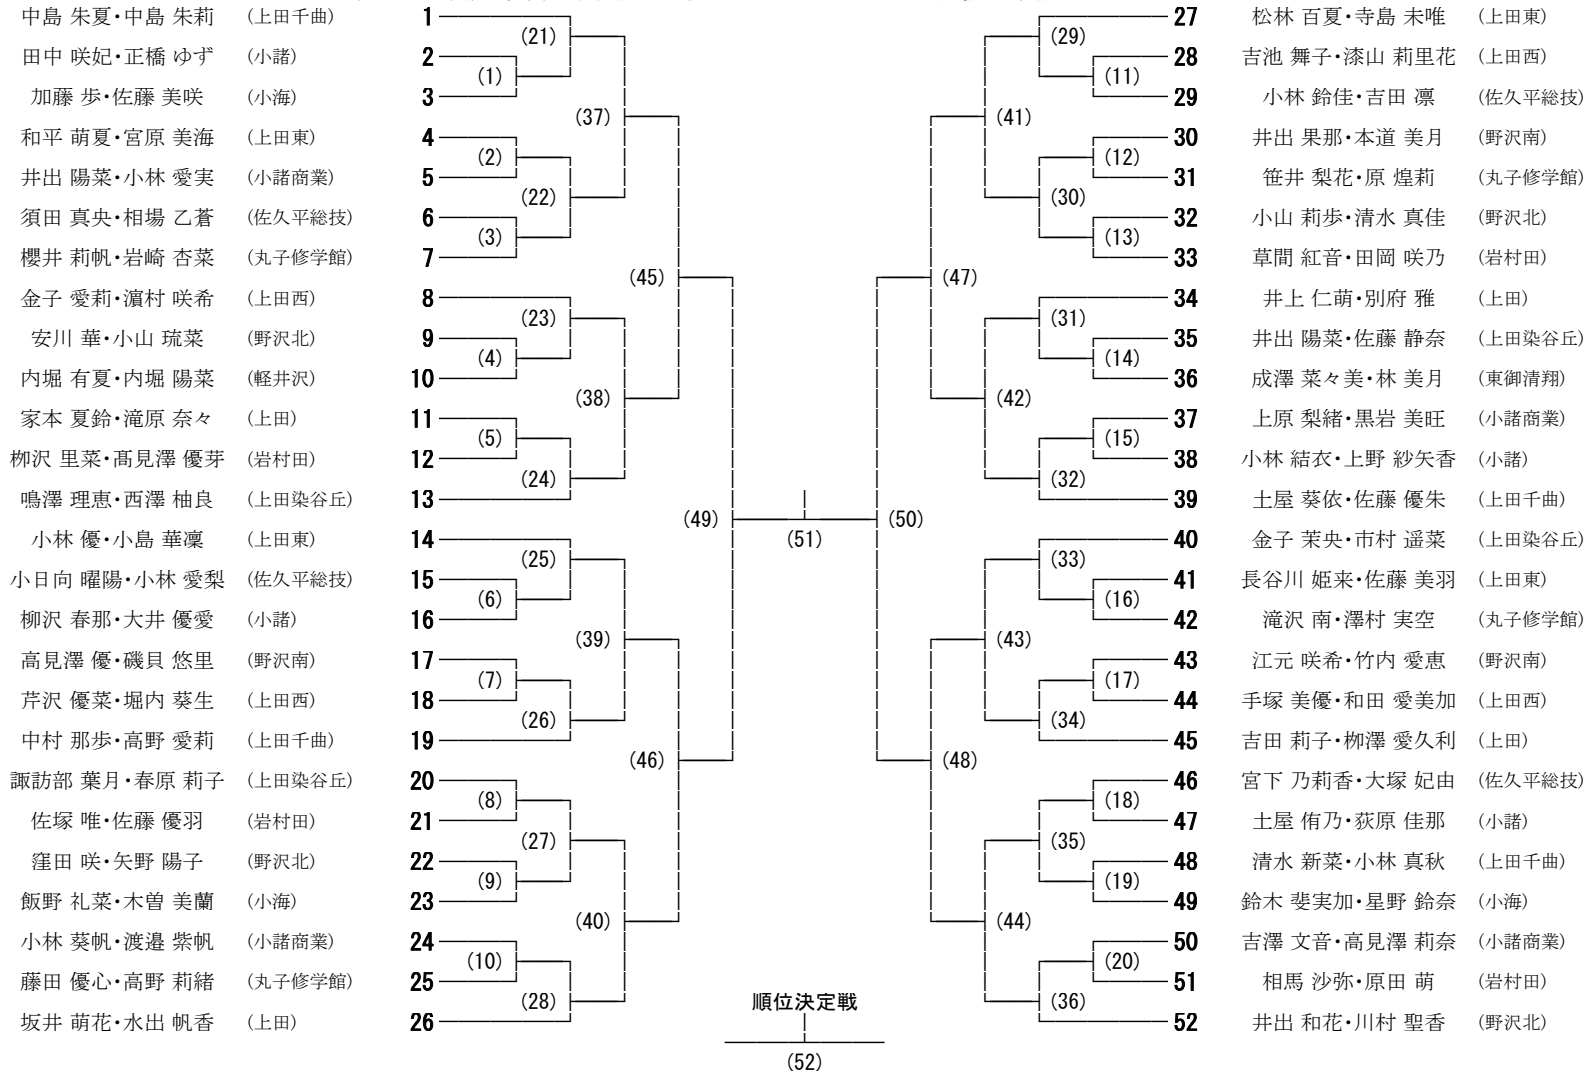 中島 朱夏・中島 朱莉 (上田千曲) 1
田中 咲妃・正橋 ゆず (小諸) 2
加藤 歩・佐藤 美咲 (小海) 3
和平 萌夏・宮原 美海 (上田東) 4
井出 陽菜・小林 愛実 (小諸商業) 5
須田 真央・相場 乙蒼 (佐久平総技) 6
櫻井 莉帆・岩崎 杏菜 (丸子修学館) 7
金子 愛莉・濵村 咲希 (上田西) 8
安川 華・小山 琉菜 (野沢北) 9
内堀 有夏・内堀 陽菜 (軽井沢) 10
家本 夏鈴・滝原 奈々 (上田) 11
栁沢 里菜・髙見澤 優芽 (岩村田) 12
鳴澤 理恵・西澤 柚良 (上田染谷丘) 13
小林 優・小島 華凜 (上田東) 14
小日向 曜陽・小林 愛梨 (佐久平総技) 15
柳沢 春那・大井 優愛 (小諸) 16
高見澤 優・磯貝 悠里 (野沢南) 17
芹沢 優菜・堀内 葵生 (上田西) 18
中村 那歩・高野 愛莉 (上田千曲) 19
諏訪部 葉月・春原 莉子 (上田染谷丘) 20
佐塚 唯・佐藤 優羽 (岩村田) 21
窪田 咲・矢野 陽子 (野沢北) 22
飯野 礼菜・木曽 美蘭 (小海) 23
小林 葵帆・渡邉 紫帆 (小諸商業) 24
藤田 優心・高野 莉緒 (丸子修学館) 25
坂井 萌花・水出 帆香 (上田) 26
(1)
(2)
(3)
(4)
(5)
(6)
(7)
(8)
(9)
(10)
(21)
(22)
(23)
(24)
(25)
(26)
(27)
(28)
(37)
(38)
(39)
(40)
(45)
(46)
(49)
(51)
順位決定戦
(52)
(50)
(47)
(48)
(41)
(42)
(43)
(44)
(29)
(30)
(31)
(32)
(33)
(34)
(35)
(36)
(11)
(12)
(13)
(14)
(15)
(16)
(17)
(18)
(19)
(20)
27 松林 百夏・寺島 未唯 (上田東)
28 吉池 舞子・漆山 莉里花 (上田西)
29 小林 鈴佳・吉田 凛 (佐久平総技)
30 井出 果那・本道 美月 (野沢南)
31 笹井 梨花・原 煌莉 (丸子修学館)
32 小山 莉歩・清水 真佳 (野沢北)
33 草間 紅音・田岡 咲乃 (岩村田)
34 井上 仁萌・別府 雅 (上田)
35 井出 陽菜・佐藤 静奈 (上田染谷丘)
36 成澤 菜々美・林 美月 (東御清翔)
37 上原 梨緒・黒岩 美旺 (小諸商業)
38 小林 結衣・上野 紗矢香 (小諸)
39 土屋 葵依・佐藤 優朱 (上田千曲)
40 金子 茉央・市村 遥菜 (上田染谷丘)
41 長谷川 姫来・佐藤 美羽 (上田東)
42 滝沢 南・澤村 実空 (丸子修学館)
43 江元 咲希・竹内 愛恵 (野沢南)
44 手塚 美優・和田 愛美加 (上田西)
45 吉田 莉子・栁澤 愛久利 (上田)
46 宮下 乃莉香・大塚 妃由 (佐久平総技)
47 土屋 侑乃・荻原 佳那 (小諸)
48 清水 新菜・小林 真秋 (上田千曲)
49 鈴木 斐実加・星野 鈴奈 (小海)
50 吉澤 文音・高見澤 莉奈 (小諸商業)
51 相馬 沙弥・原田 萌 (岩村田)
52 井出 和花・川村 聖香 (野沢北)